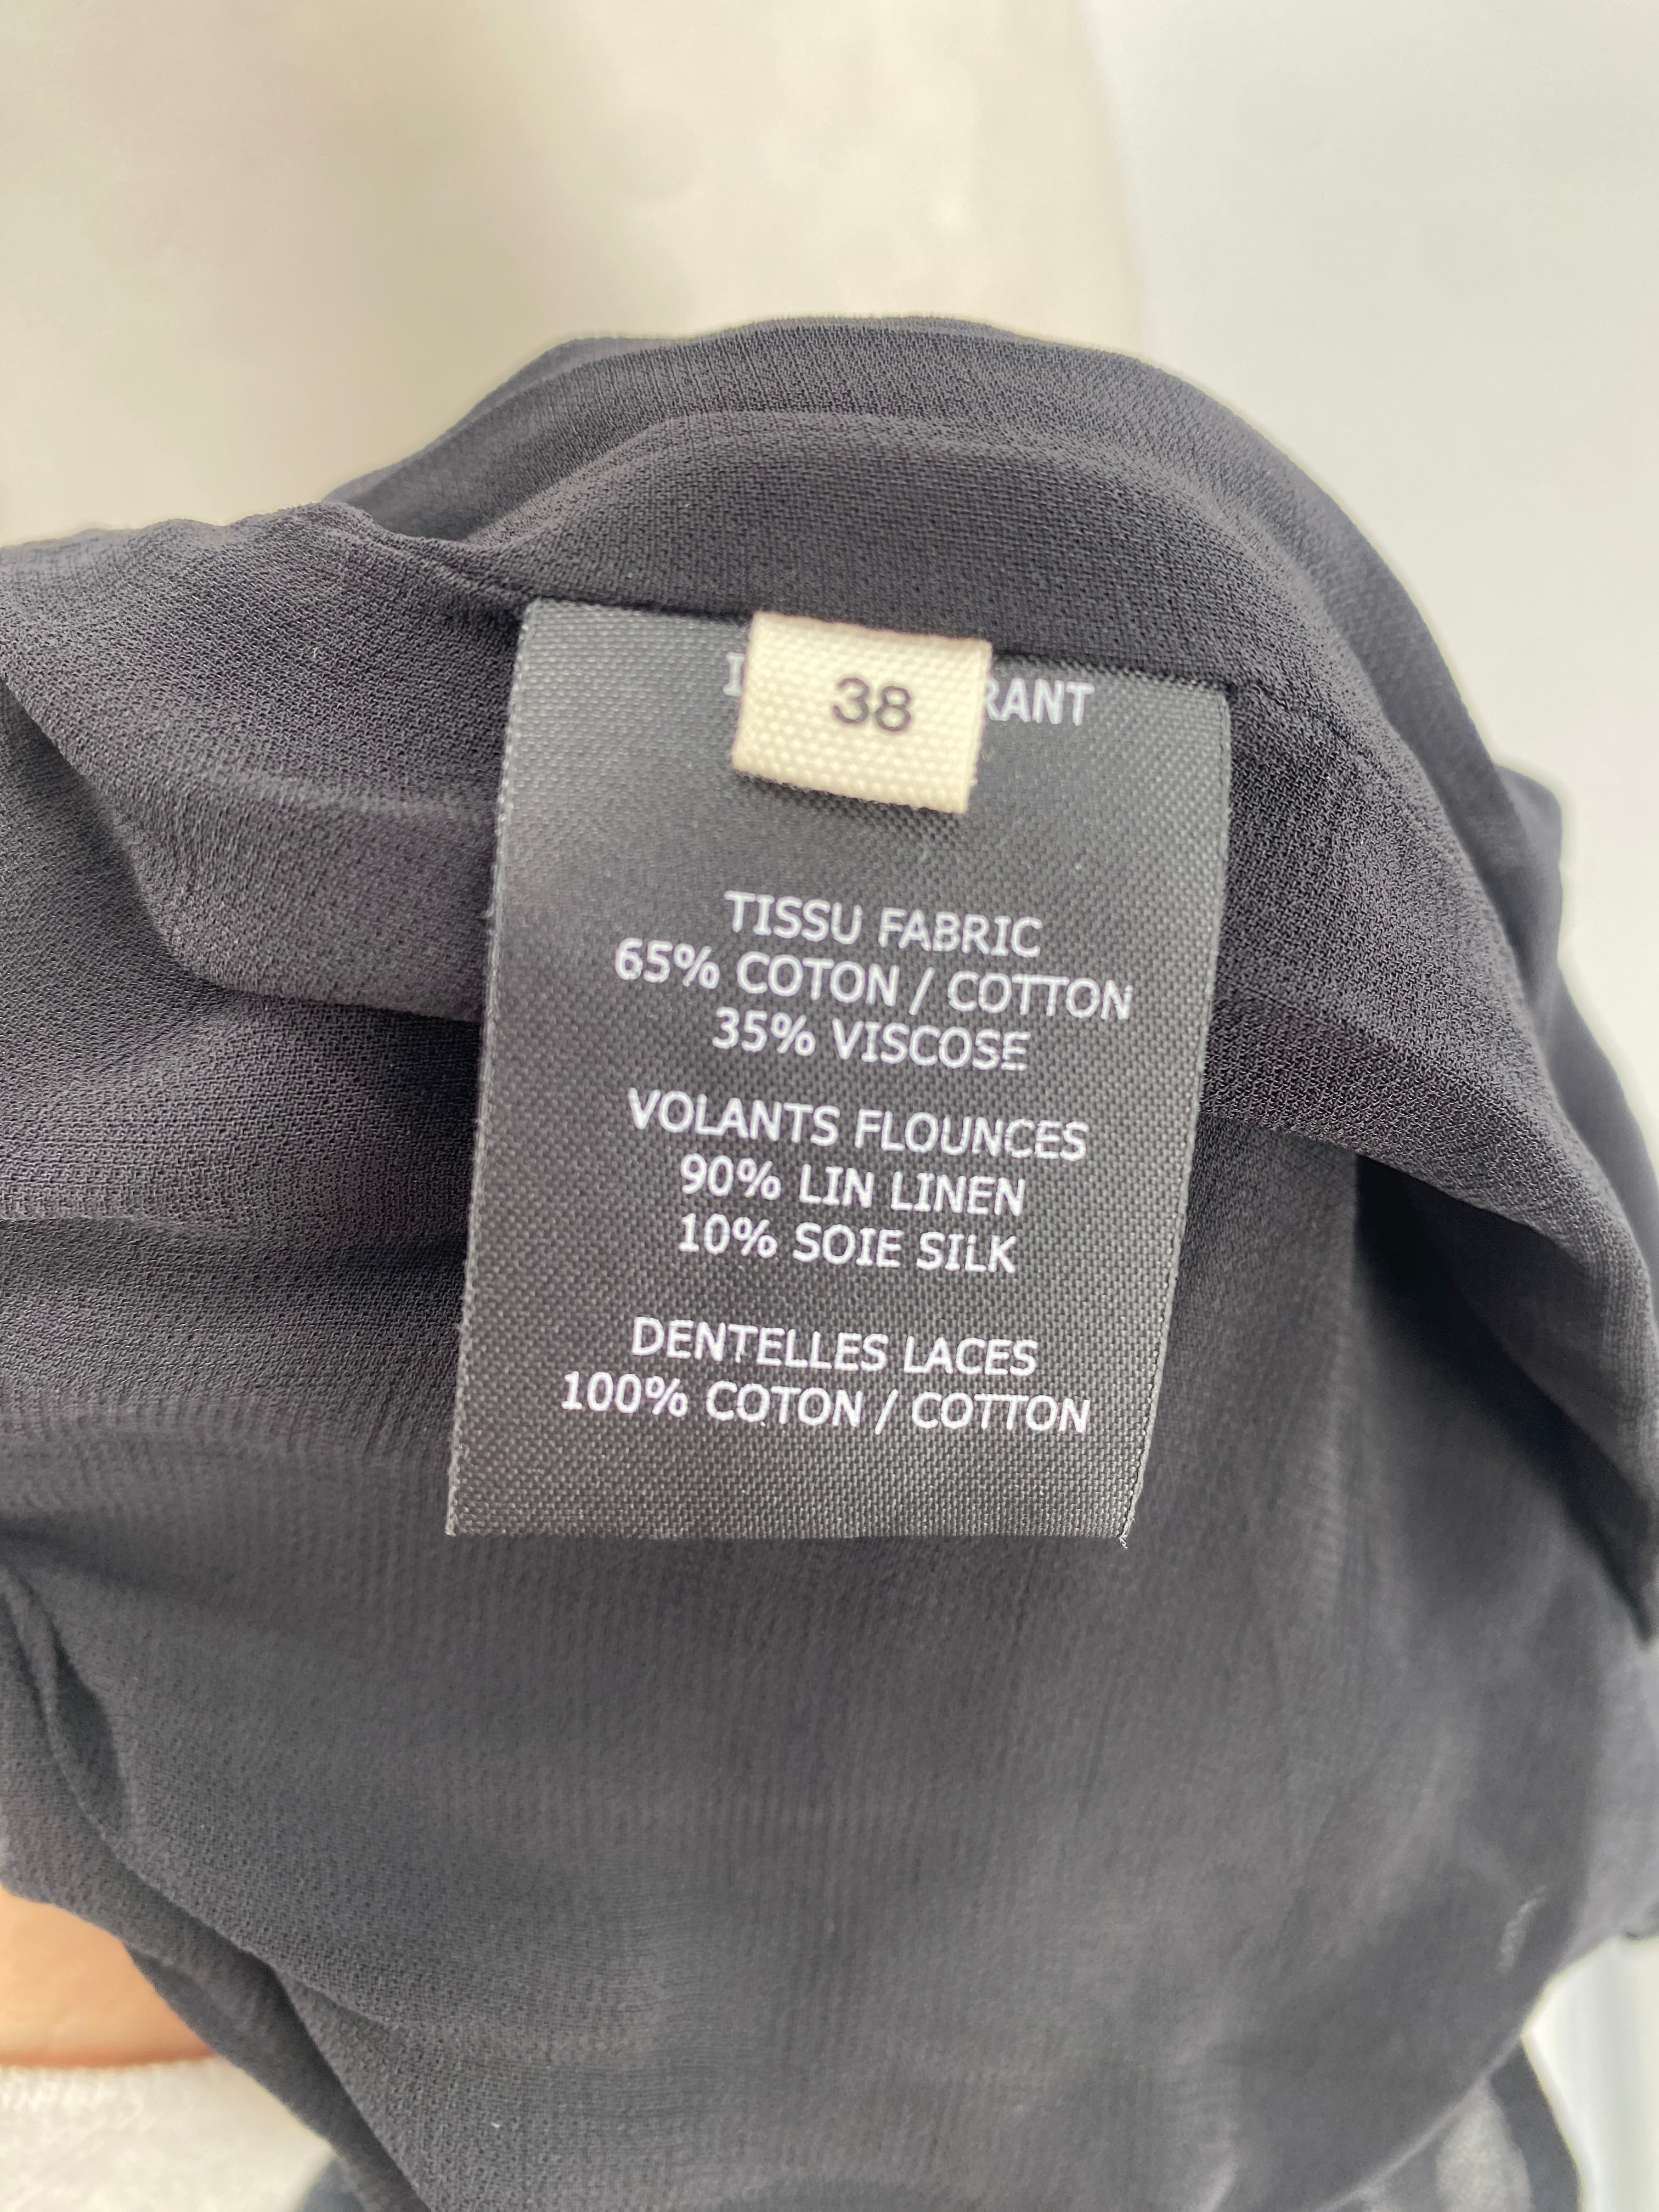 38
TISSU FABRIC
65% COTON / COTTON
35% VISCOSE
VOLANTS FLOUNCES
90% LIN LINEN
10% SOIE SILK
DENTELLES LACES
100% COTON / COTTON